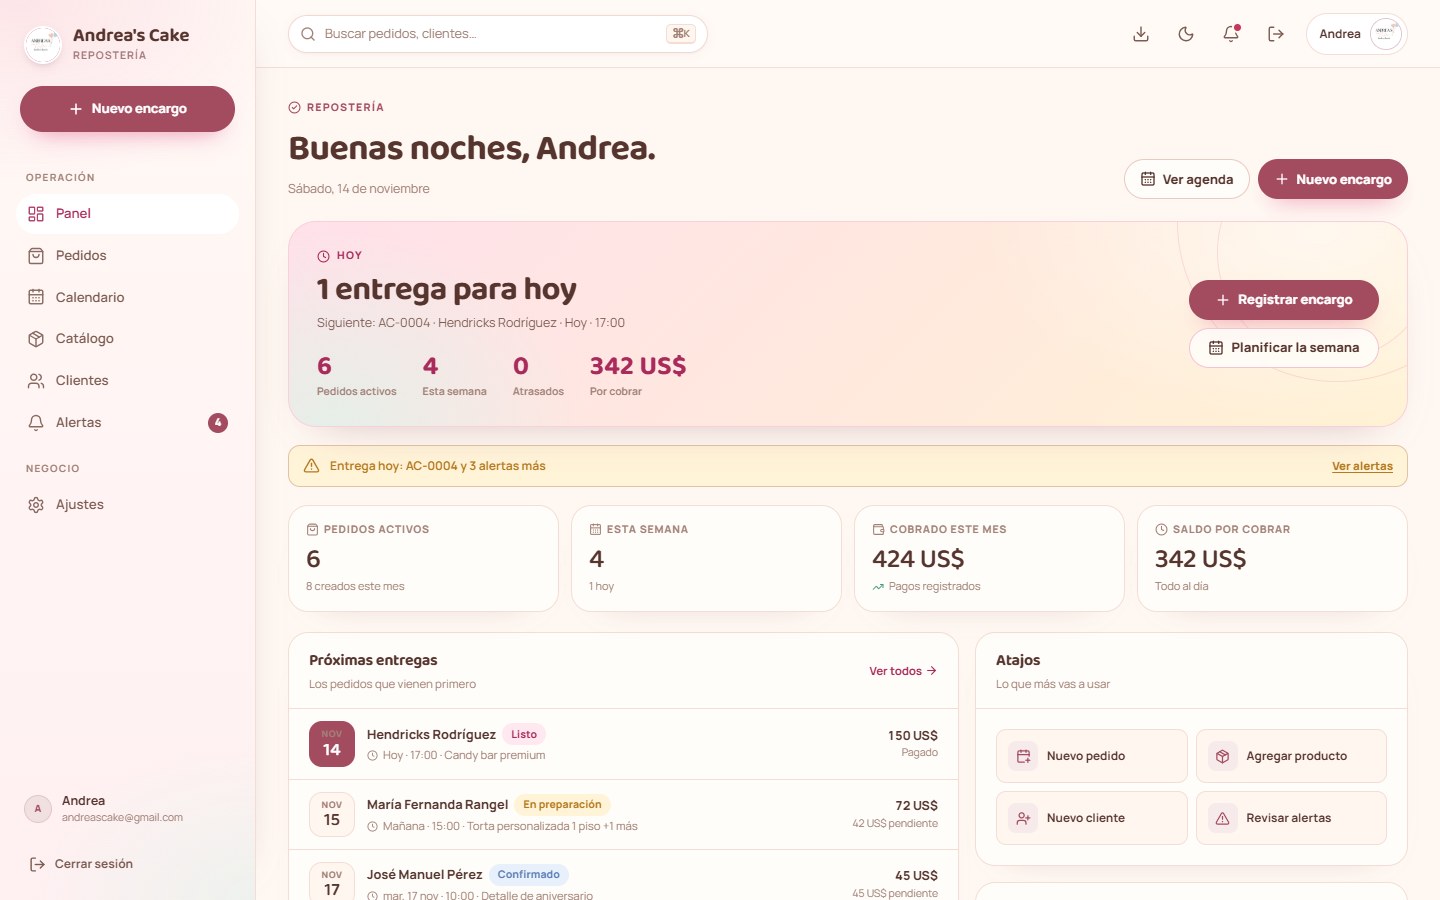 Andrea's Cake
REPOSTERÍA
Nuevo encargo
OPERACIÓN
Panel
Pedidos
Calendario
Catálogo
Clientes
Alertas 4
NEGOCIO
Ajustes
A
Andrea
andreascake@gmail.com
Cerrar sesión
Buscar pedidos, clientes... ⌘K
Andrea
REPOSTERÍA
Buenas noches, Andrea.
Sábado, 14 de noviembre
Ver agenda
Nuevo encargo
HOY
1 entrega para hoy
Siguiente: AC-0004 · Hendricks Rodríguez · Hoy · 17:00
6 4 0 342 US$
Pedidos activos Esta semana Atrasados Por cobrar
Registrar encargo
Planificar la semana
Entrega hoy: AC-0004 y 3 alertas más Ver alertas
PEDIDOS ACTIVOS
6
8 creados este mes
ESTA SEMANA
4
1 hoy
COBRADO ESTE MES
424 US$
Pagos registrados
SALDO POR COBRAR
342 US$
Todo al día
Próximas entregas
Los pedidos que vienen primero
Ver todos →
NOV
14
Hendricks Rodríguez Listo
Hoy · 17:00 · Candy bar premium
150 US$
Pagado
NOV
15
María Fernanda Rangel En preparación
Mañana · 15:00 · Torta personalizada 1 piso +1 más
72 US$
42 US$ pendiente
NOV
17
José Manuel Pérez Confirmado
mar, 17 nov · 10:00 · Detalle de aniversario
45 US$
45 US$ pendiente
Atajos
Lo que más vas a usar
Nuevo pedido
Agregar producto
Nuevo cliente
Revisar alertas